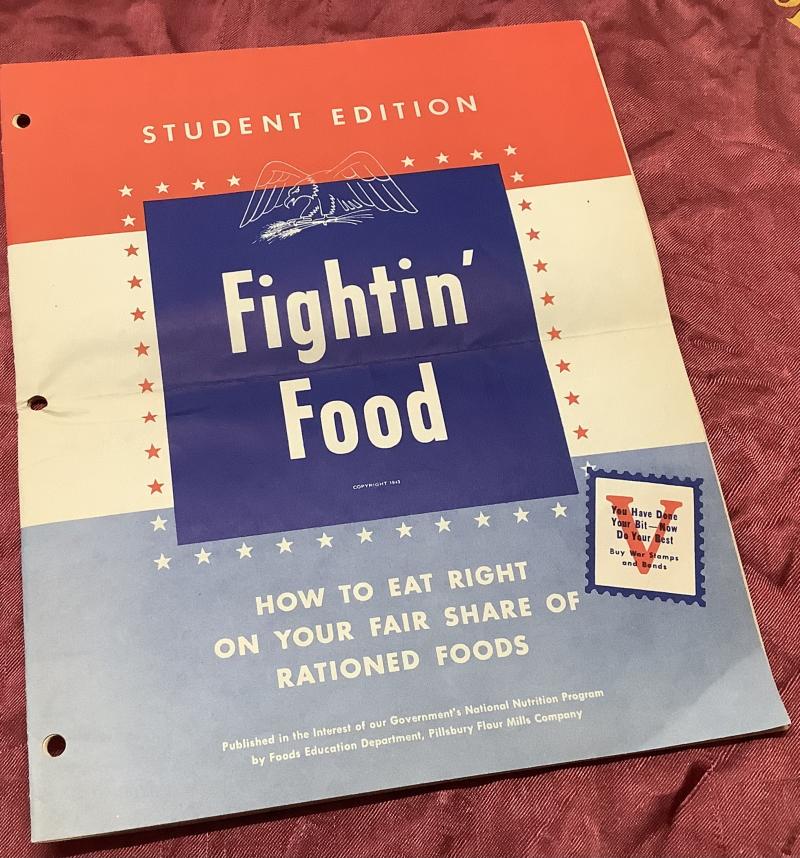 STUDENT EDITION
Fightin'
Food
COPYRIGHT 1943
You Have Done
Your Bit—Now
Do Your Best
Buy War Stamps
and Bonds
V
HOW TO EAT RIGHT
ON YOUR FAIR SHARE OF
RATIONED FOODS
Published in the Interest of our Government's National Nutrition Program
by Foods Education Department, Pillsbury Flour Mills Company